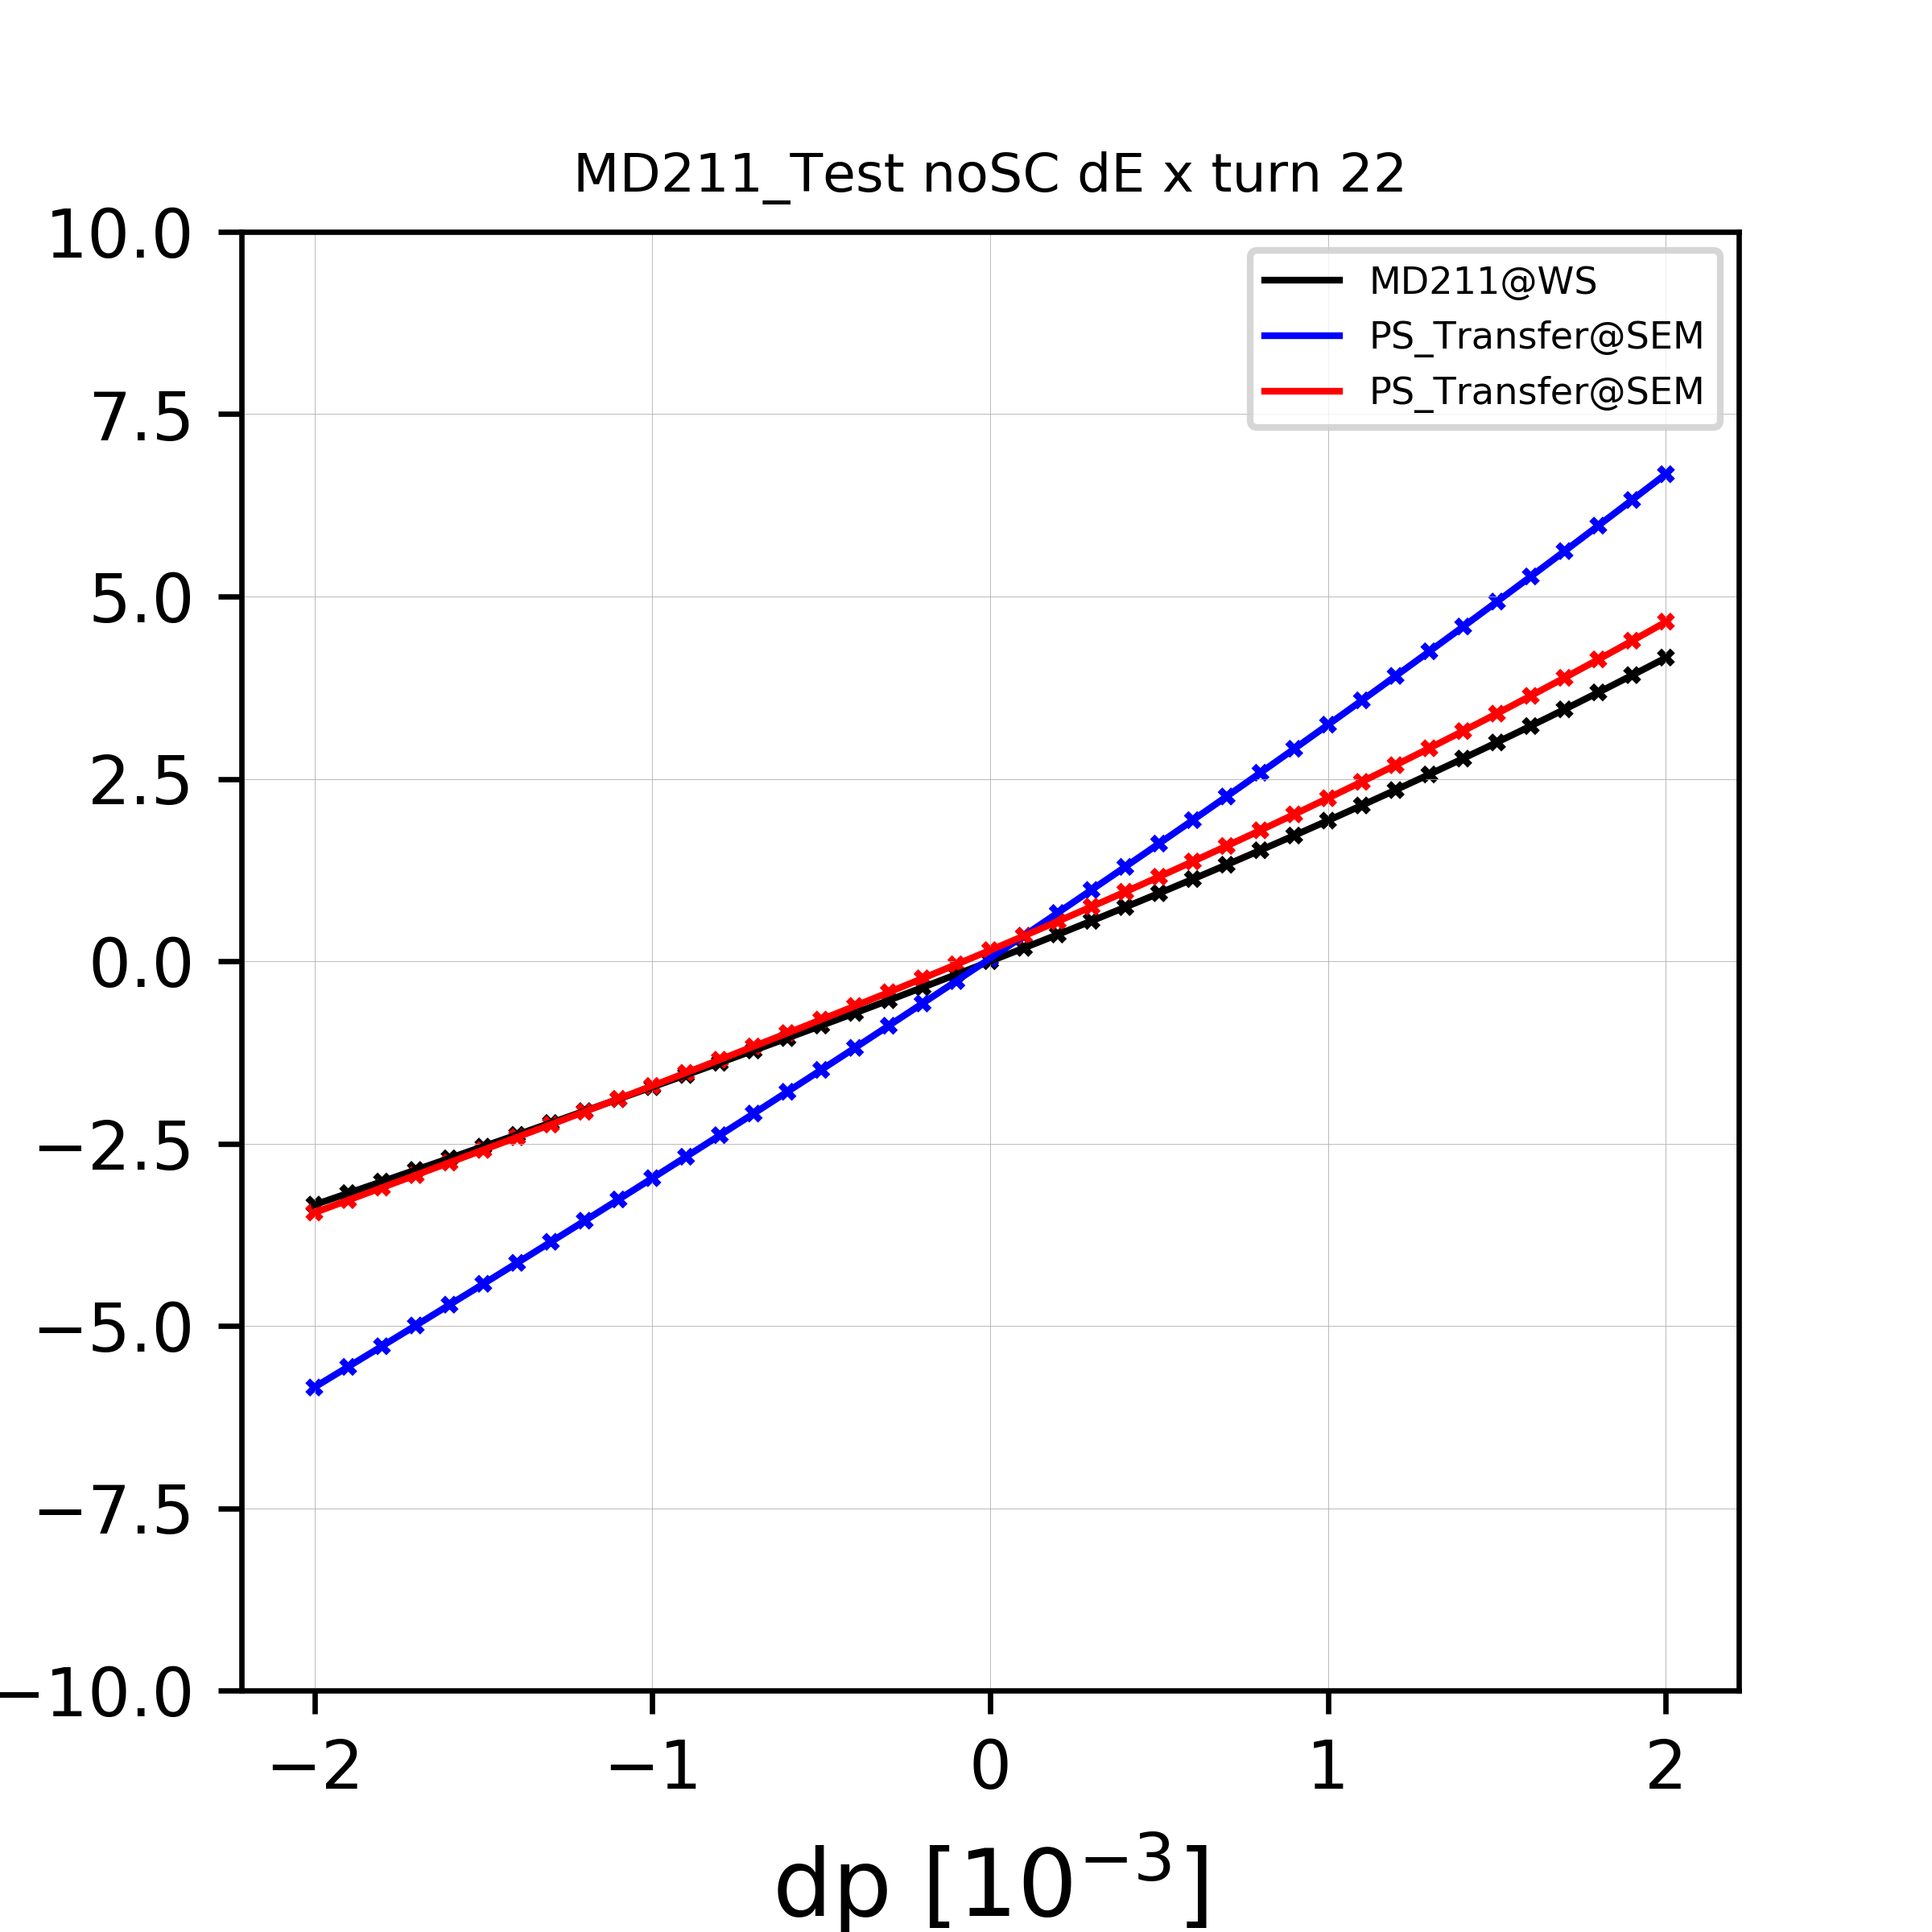 MD211_Test noSC dE x turn 22
10.0
7.5
5.0
2.5
0.0
−2.5
−5.0
−7.5
−10.0
MD211@WS
PS_Transfer@SEM
PS_Transfer@SEM
−2 −1 0 1 2
dp [10⁻³]